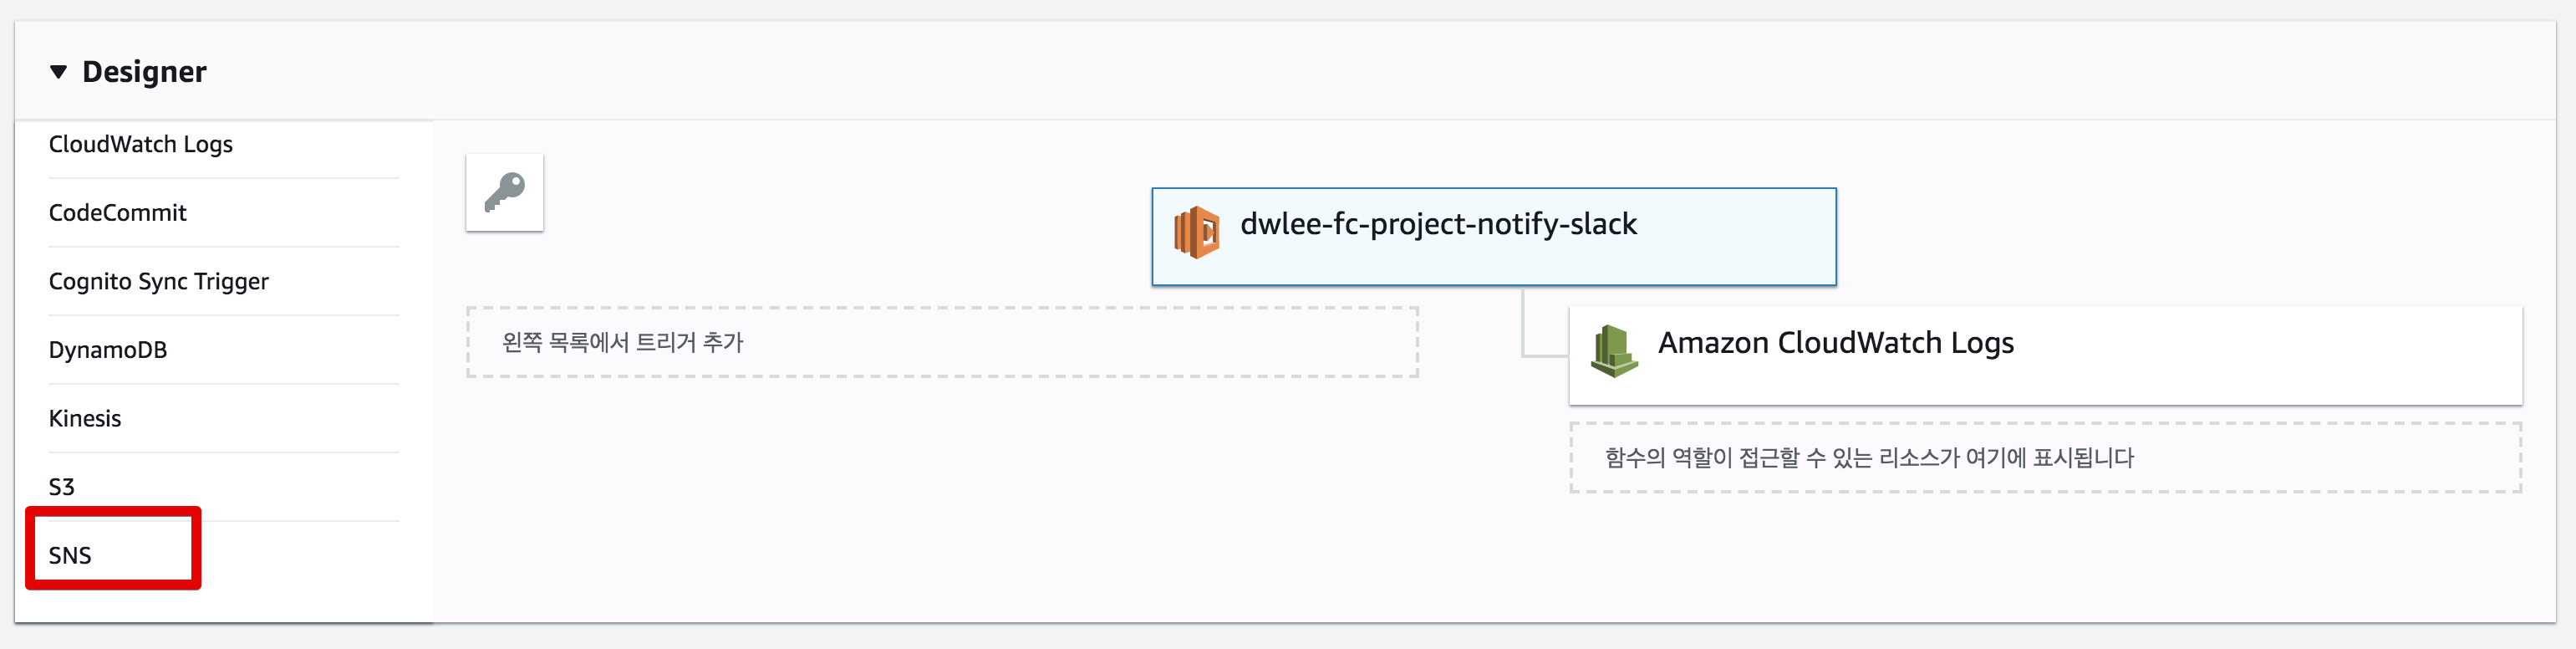 Designer
CloudWatch Logs
CodeCommit
Cognito Sync Trigger
DynamoDB
Kinesis
S3
SNS
dwlee-fc-project-notify-slack
왼쪽 목록에서 트리거 추가
Amazon CloudWatch Logs
함수의 역할이 접근할 수 있는 리소스가 여기에 표시됩니다